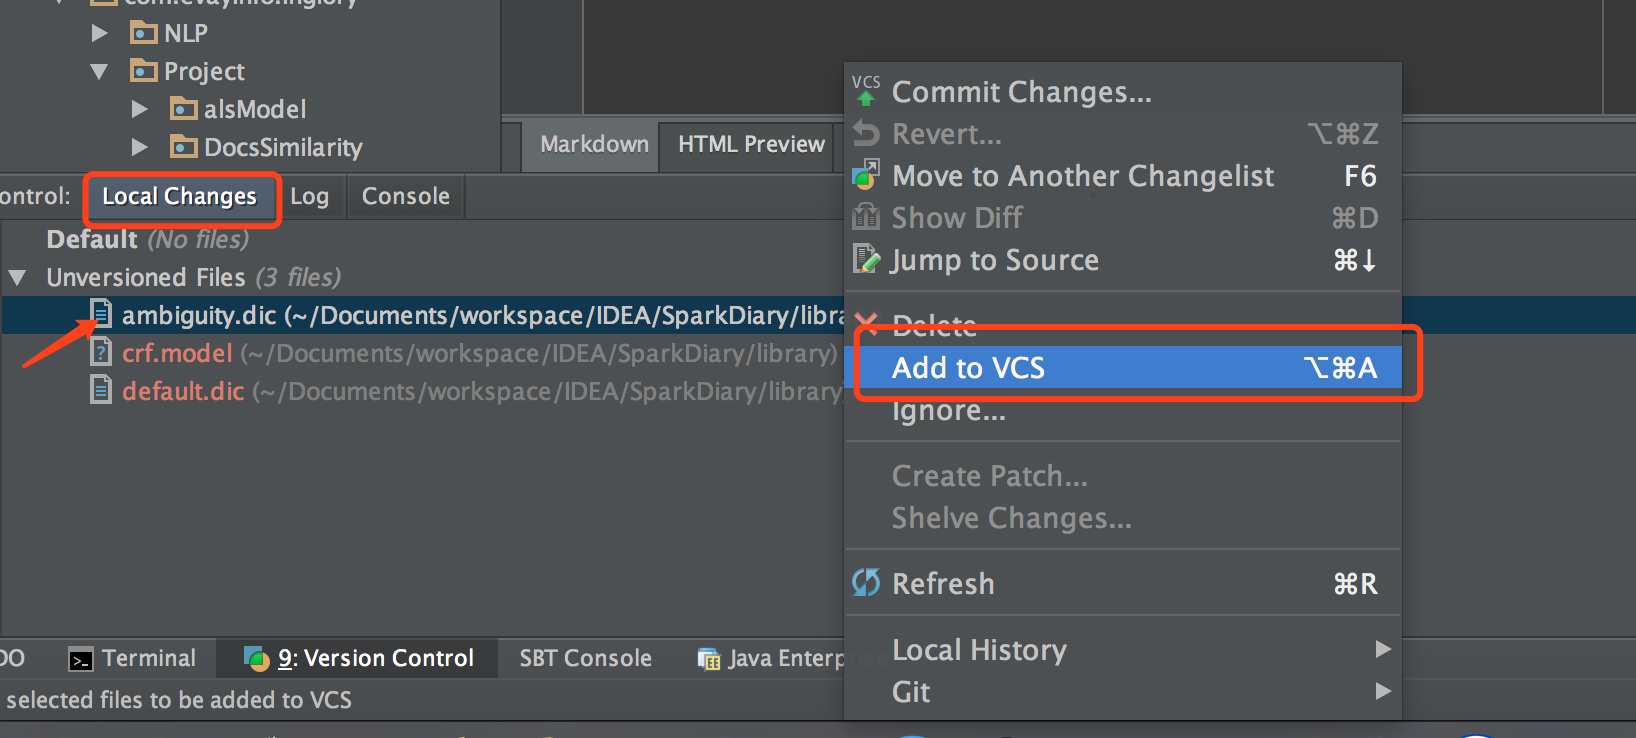 com.evayinfo.inglory
NLP
Project
alsModel
DocsSimilarity
Markdown HTML Preview
ontrol: Local Changes Log Console
Default (No files)
Unversioned Files (3 files)
ambiguity.dic (~/Documents/workspace/IDEA/SparkDiary/libra
crf.model (~/Documents/workspace/IDEA/SparkDiary/library)
default.dic (~/Documents/workspace/IDEA/SparkDiary/library
VCS Commit Changes...
Revert... ⌥⌘Z
Move to Another Changelist F6
Show Diff ⌘D
Jump to Source ⌘↓
Delete
Add to VCS ⌥⌘A
Ignore...
Create Patch...
Shelve Changes...
Refresh ⌘R
Local History
Git
DO Terminal 9: Version Control SBT Console Java Enterprise
selected files to be added to VCS